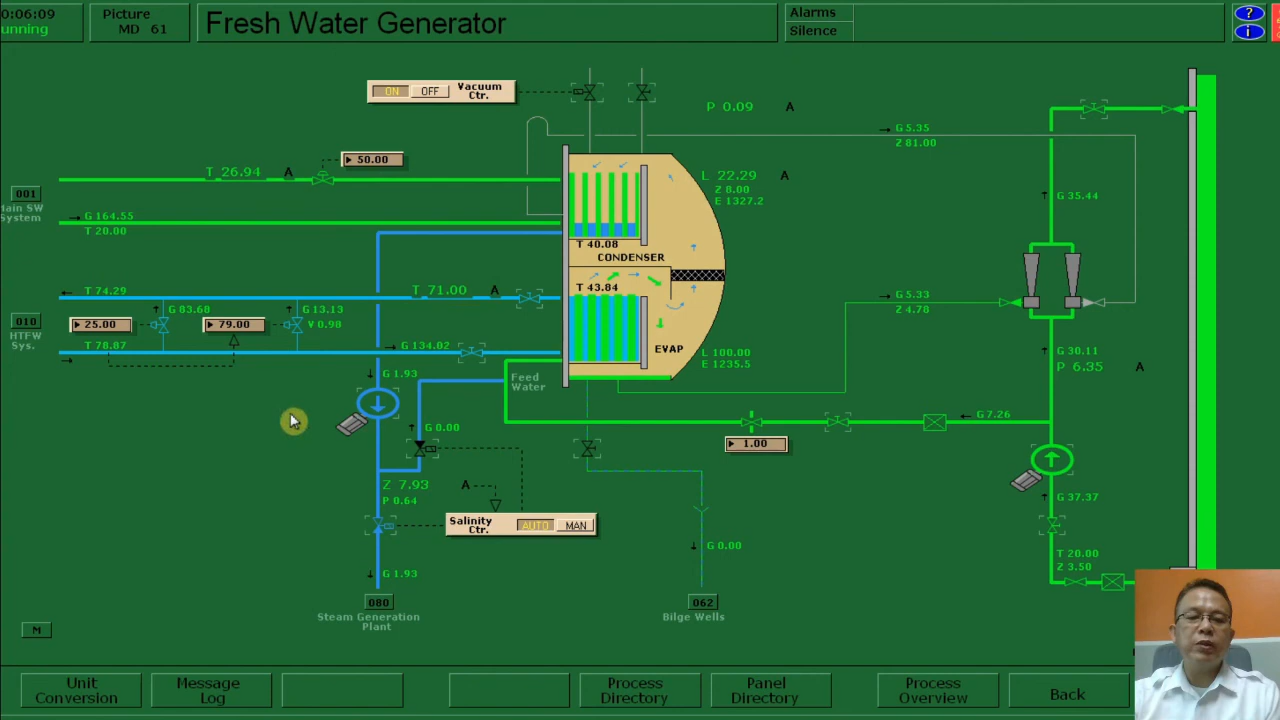 0:06:09
unning
Picture
MD 61
Fresh Water Generator
Alarms
Silence
?
i
ON OFF Vacuum
Ctr.
P 0.09 A
G 5.35
Z 81.00
50.00
T 26.94 A
001
Main SW
System
G 164.55
T 20.00
L 22.29 A
Z 8.00
E 1327.2
G 35.44
T 40.08
CONDENSER
T 43.84
T 74.29
T 71.00 A
G 83.68
G 13.13
V 0.98
25.00
79.00
010
HTFW
Sys.
T 78.87
G 134.02
EVAP
L 100.00
E 1235.5
G 5.33
Z 4.78
G 30.11
P 6.35 A
G 1.93
Feed
Water
G 0.00
G 7.26
1.00
Z 7.93
P 0.64
A
Salinity
Ctr.
AUTO MAN
G 37.37
G 0.00
T 20.00
Z 3.50
G 1.93
080
Steam Generation
Plant
062
Bilge Wells
M
Unit
Conversion
Message
Log
Process
Directory
Panel
Directory
Process
Overview
Back